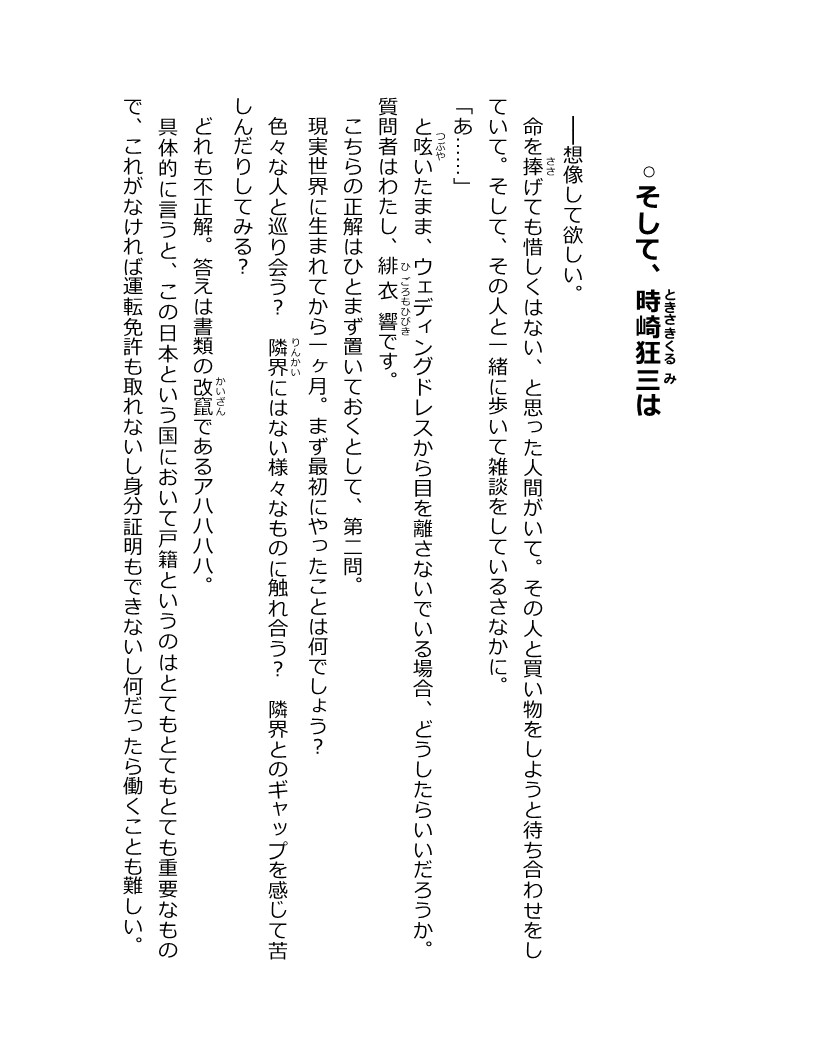 ○そして、時崎狂三は
――想像して欲しい。
命を捧げても惜しくはない、と思った人間がいて。その人と買い物をしようと待ち合わせをし
ていて。そして、その人と一緒に歩いて雑談をしているさなかに。
「あ……」
と呟いたまま、ウェディングドレスから目を離さないでいる場合、どうしたらいいだろうか。
質問者はわたし、緋衣響です。
こちらの正解はひとまず置いておくとして、第二問。
現実世界に生まれてから一ヶ月。まず最初にやったことは何でしょう？
色々な人と巡り会う？　隣界にはない様々なものに触れ合う？　隣界とのギャップを感じて苦
しんだりしてみる？
どれも不正解。答えは書類の改竄であるアハハハハ。
具体的に言うと、この日本という国において戸籍というのはとてもとてもとても重要なもの
で、これがなければ運転免許も取れないし身分証明もできないし何だったら働くことも難しい。